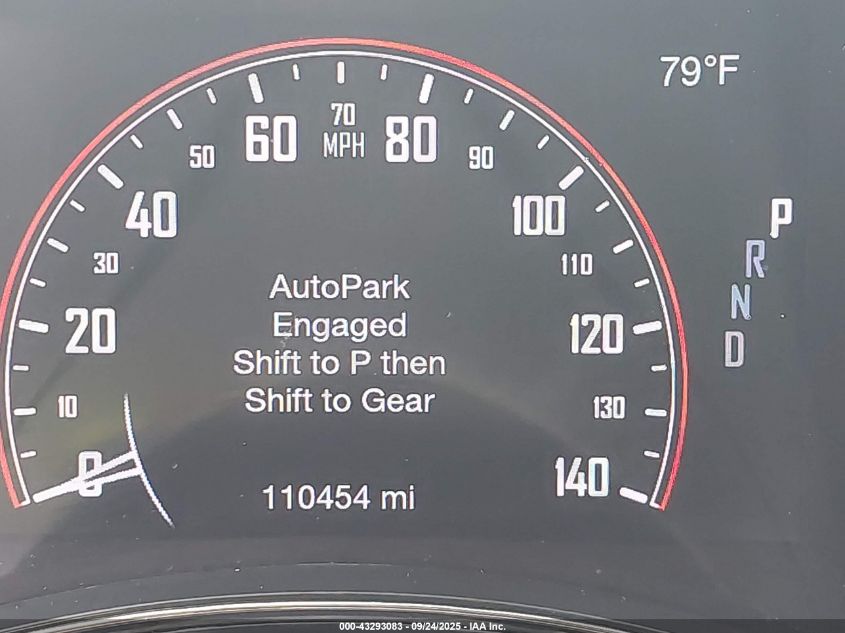 79°F
70
60 MPH 80
50 90
40 100
P
30 110
R
AutoPark
N
Engaged
20 120
D
Shift to P then
10 130
Shift to Gear
0 140
110454 mi
000-43293083 - 09/24/2025 - IAA Inc.